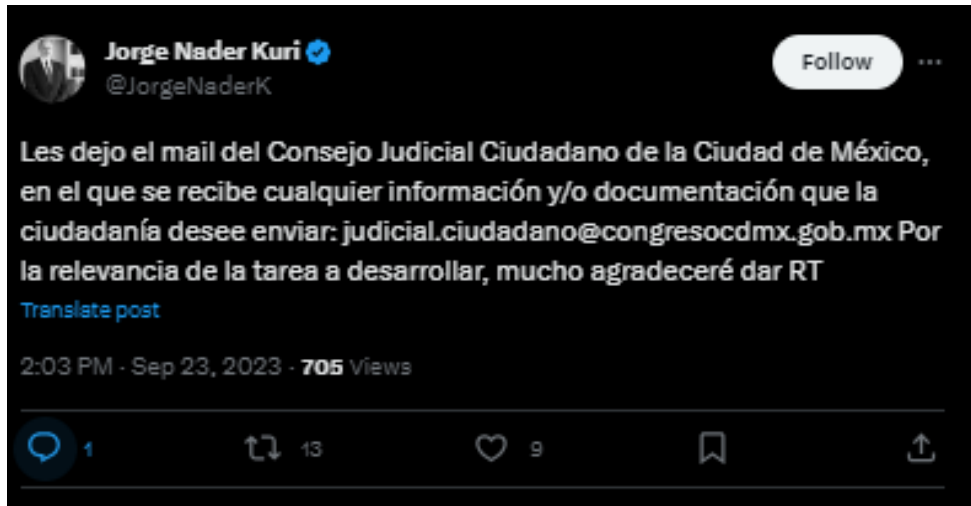 Jorge Nader Kuri
@JorgeNaderK
Follow
Les dejo el mail del Consejo Judicial Ciudadano de la Ciudad de México,
en el que se recibe cualquier información y/o documentación que la
ciudadanía desee enviar: judicial.ciudadano@congresocdmx.gob.mx Por
la relevancia de la tarea a desarrollar, mucho agradeceré dar RT
Translate post
2:03 PM · Sep 23, 2023 · 705 Views
1 13 9